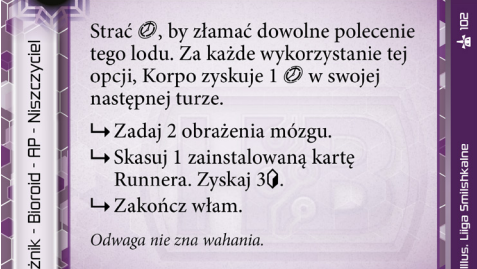 Strać, by złamać dowolne polecenie
tego lodu. Za każde wykorzystanie tej
opcji, Korpo zyskuje 1 w swojej
następnej turze.
Zadaj 2 obrażenia mózgu.
Skasuj 1 zainstalowaną kartę
Runnera. Zyskaj 3.
Zakończ włam.
Odwaga nie zna wahania.
żnik - Bioroid - AP - Niszczyciel
102
Illus. Liiga Smilshkalne